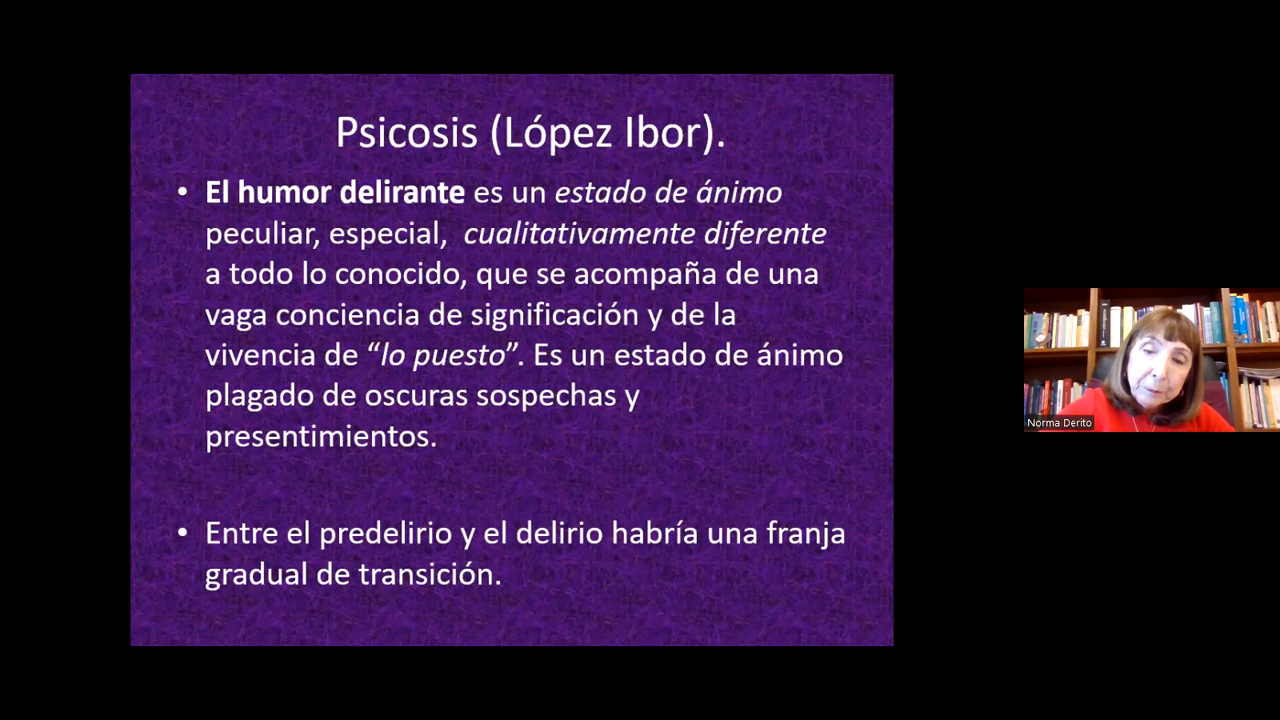 Psicosis (López Ibor).
• El humor delirante es un estado de ánimo
peculiar, especial, cualitativamente diferente
a todo lo conocido, que se acompaña de una
vaga conciencia de significación y de la
vivencia de “lo puesto”. Es un estado de ánimo
plagado de oscuras sospechas y
presentimientos.
• Entre el predelirio y el delirio habría una franja
gradual de transición.
Norma Derito